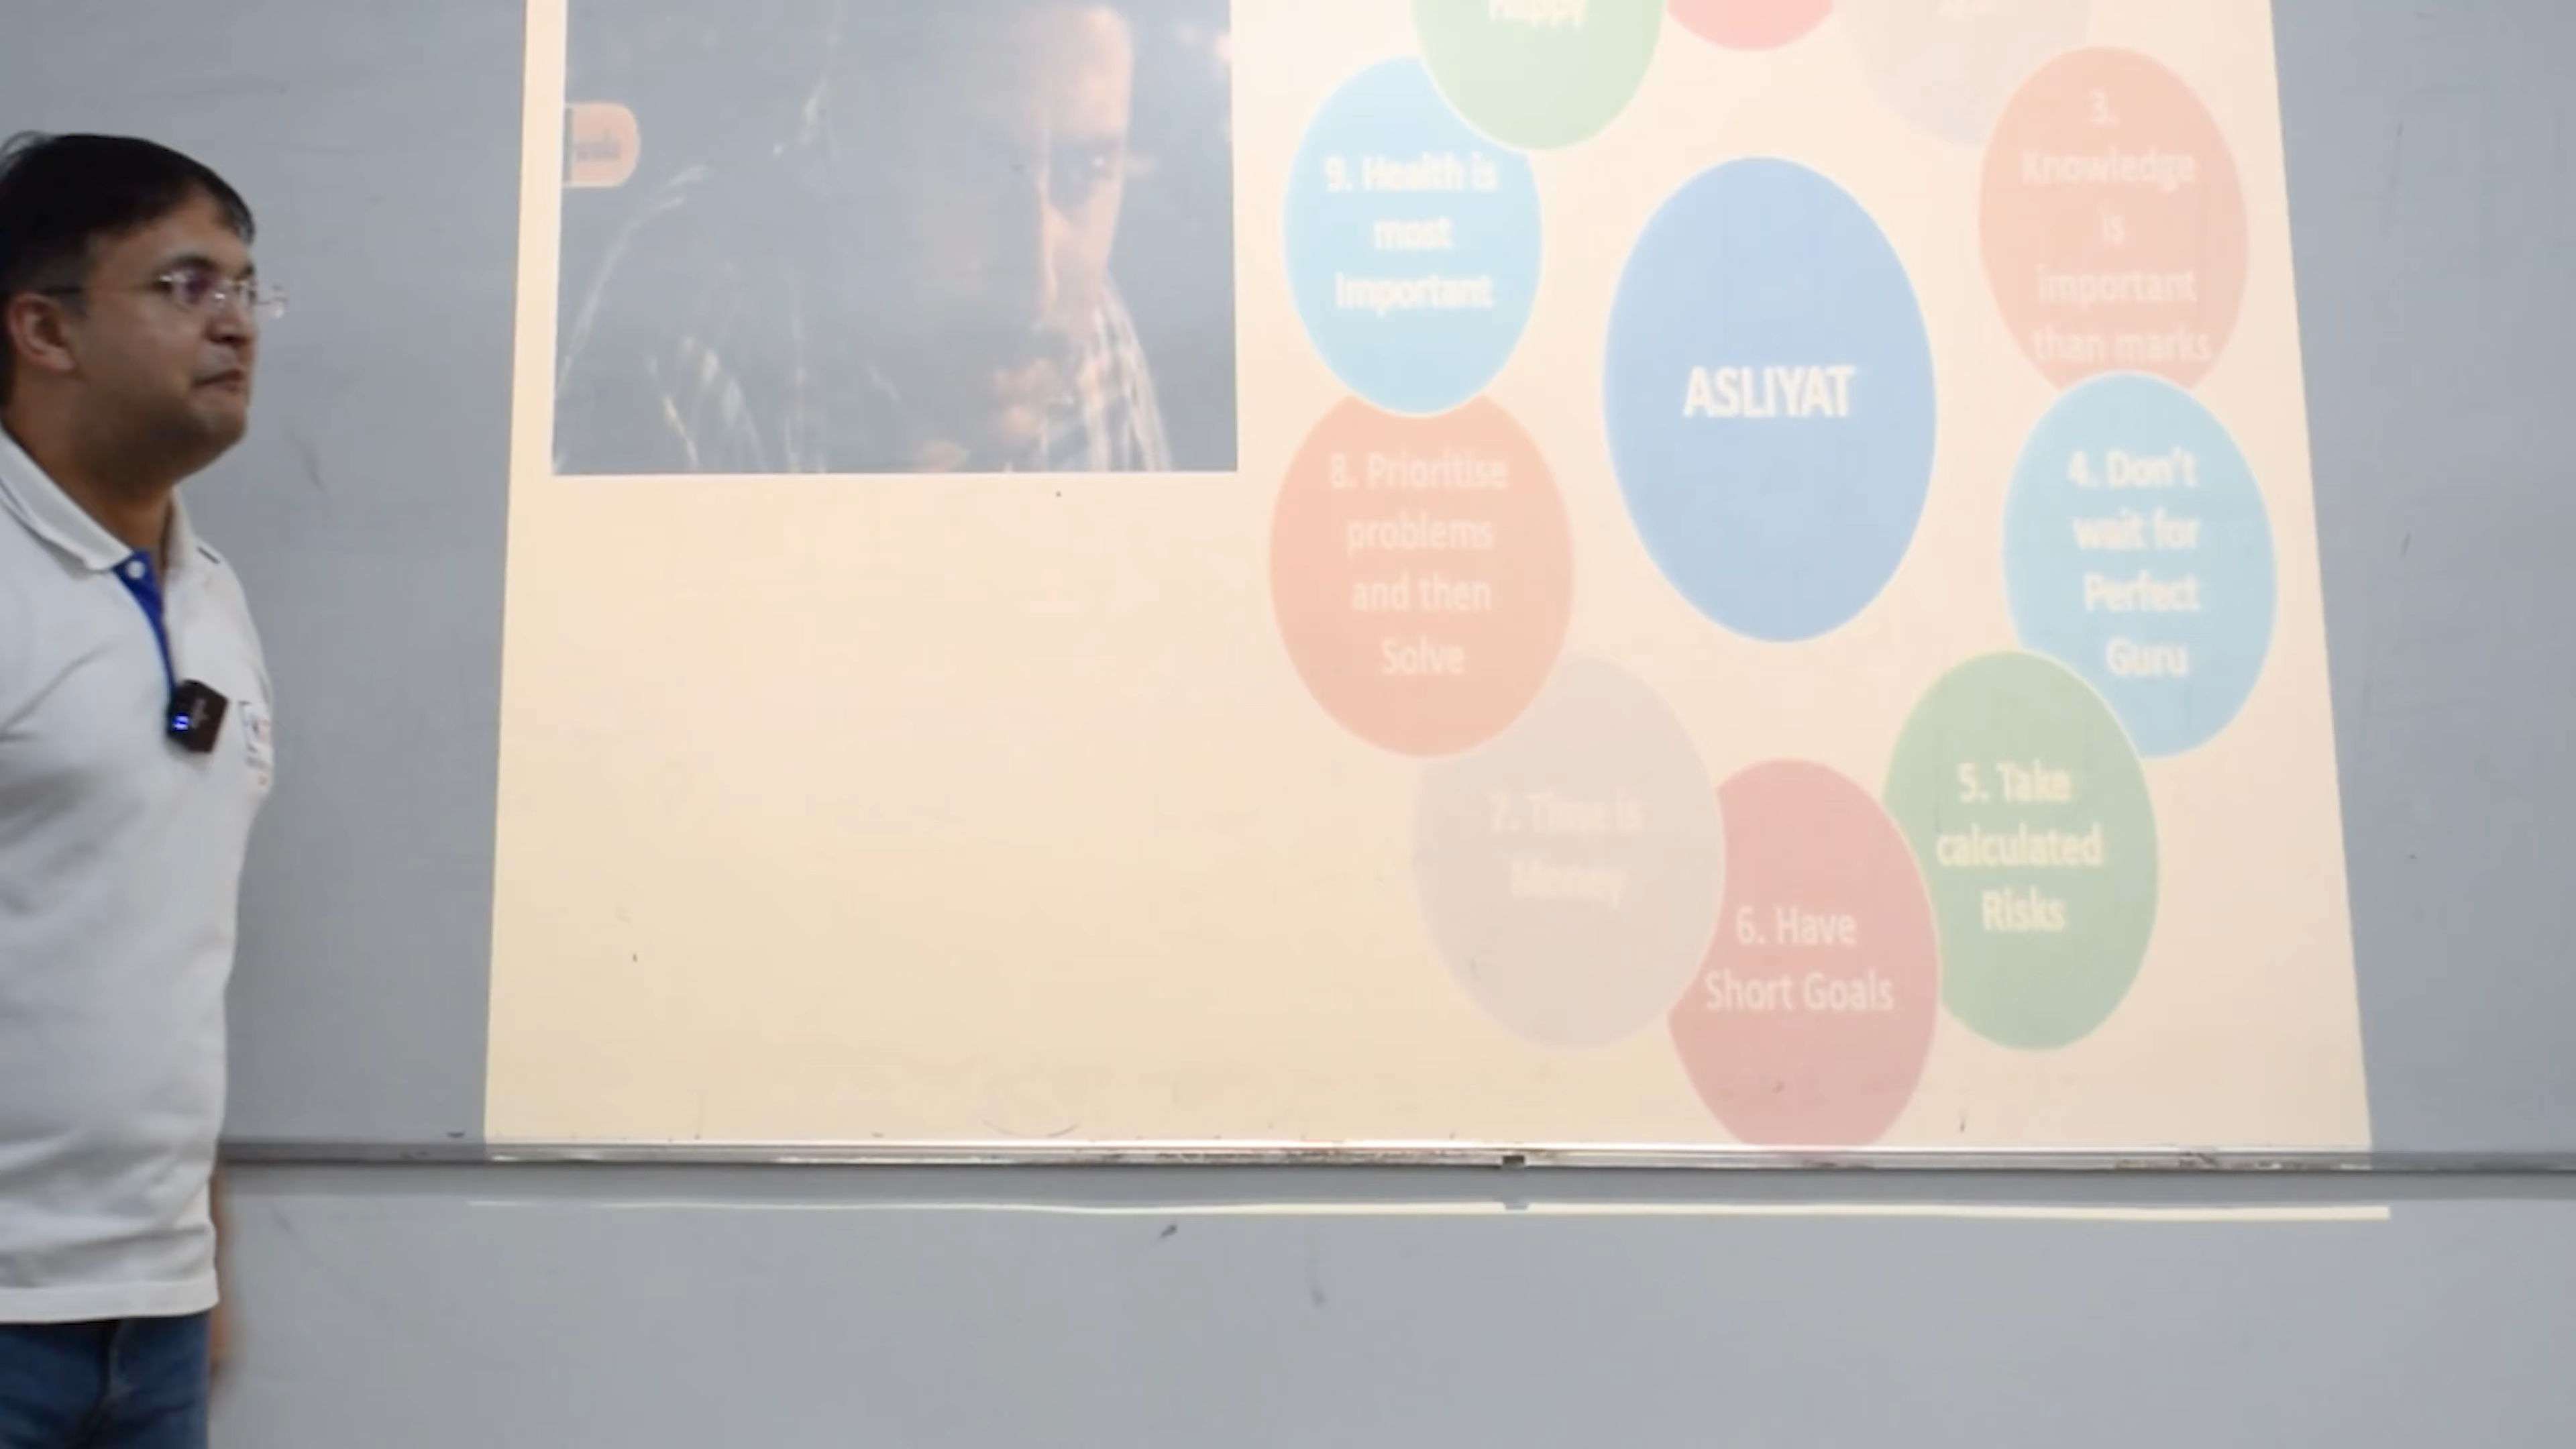 Happy
3.
Knowledge
is
important
than marks
9. Health is
most
Important
ASLIYAT
8. Prioritise
problems
and then
Solve
4. Don't
wait for
Perfect
Guru
5. Take
calculated
Risks
7. Time is
Money
6. Have
Short Goals